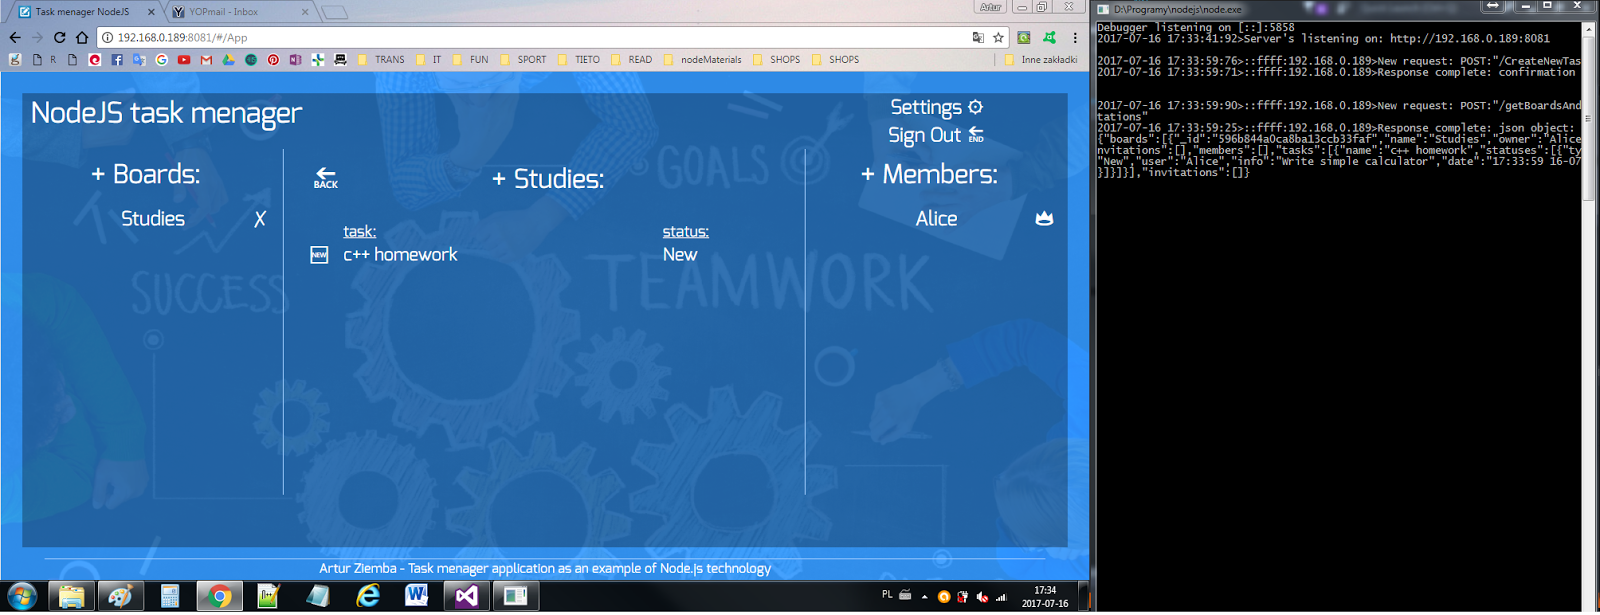 Task manager NodeJS
YOPmail - Inbox
Artur
192.168.0.189:8081/#/App
R
TRANS
IT
FUN
SPORT
TIETO
READ
nodeMaterials
SHOPS
SHOPS
Inne zakładki
NodeJS task menager
Settings
Sign Out
END
+ Boards:
BACK
+ Studies:
+ Members:
Studies
X
Alice
task:
status:
NEW
c++ homework
New
GOALS
SUCCESS
TEAMWORK
Artur Ziemba - Task menager application as an example of Node.js technology
PL
17:34
2017-07-16
D:\Programy\nodejs\node.exe
Debugger listening on [::]:5858
2017-07-16 17:33:41:92>Server's listening on: http://192.168.0.189:8081
2017-07-16 17:33:59:76>::ffff:192.168.0.189>New request: POST:"/CreateNewTas
2017-07-16 17:33:59:71>::ffff:192.168.0.189>Response complete: confirmation
2017-07-16 17:33:59:90>::ffff:192.168.0.189>New request: POST:"/getBoardsAnd
tations"
2017-07-16 17:33:59:25>::ffff:192.168.0.189>Response complete: json object:
{"boards":[{"_id":"596b844a0ca8ba13ccb33faf","name":"Studies","owner":"Alice
nvitations":[],"members":[],"tasks":[{"name":"c++ homework","statuses":[{"ty
"New","user":"Alice","info":"Write simple calculator","date":"17:33:59 16-07
}]}]}],"invitations":[]}